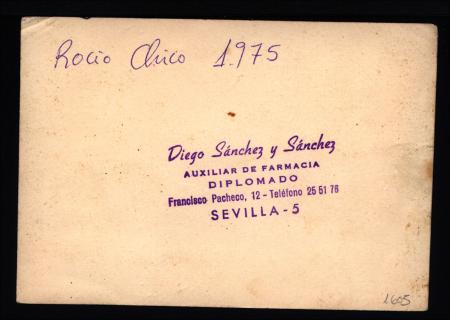 Rocio Chico 1.975
Diego Sánchez y Sánchez
AUXILIAR DE FARMACIA
DIPLOMADO
Francisco Pacheco, 12 - Teléfono 25 51 76
SEVILLA - 5
1605